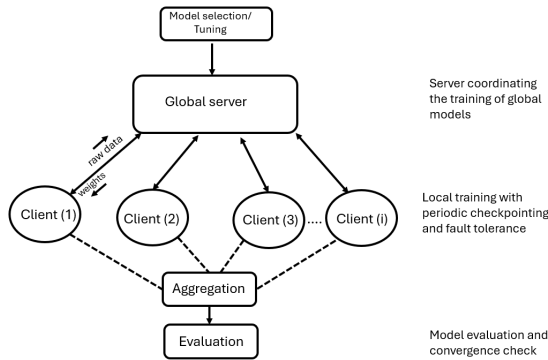 Model selection/
Tuning
Global server
Server coordinating
the training of global
models
raw data
weights
Client (1)
Client (2)
Client (3)
....
Client (i)
Local training with
periodic checkpointing
and fault tolerance
Aggregation
Evaluation
Model evaluation and
convergence check